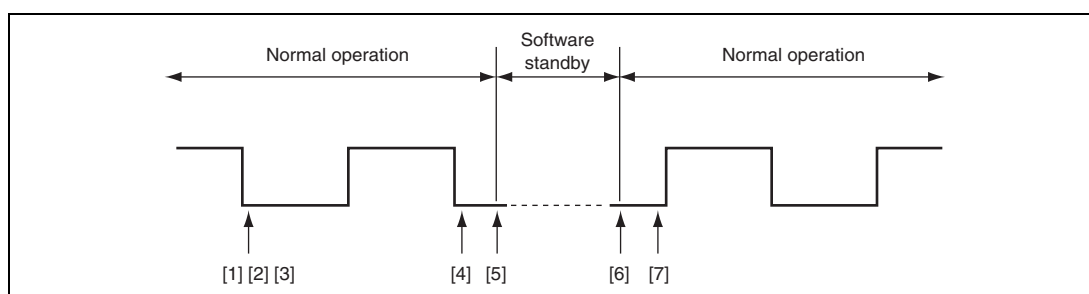 Normal operation
Software
standby
Normal operation
[1] [2] [3]
[4]
[5]
[6]
[7]